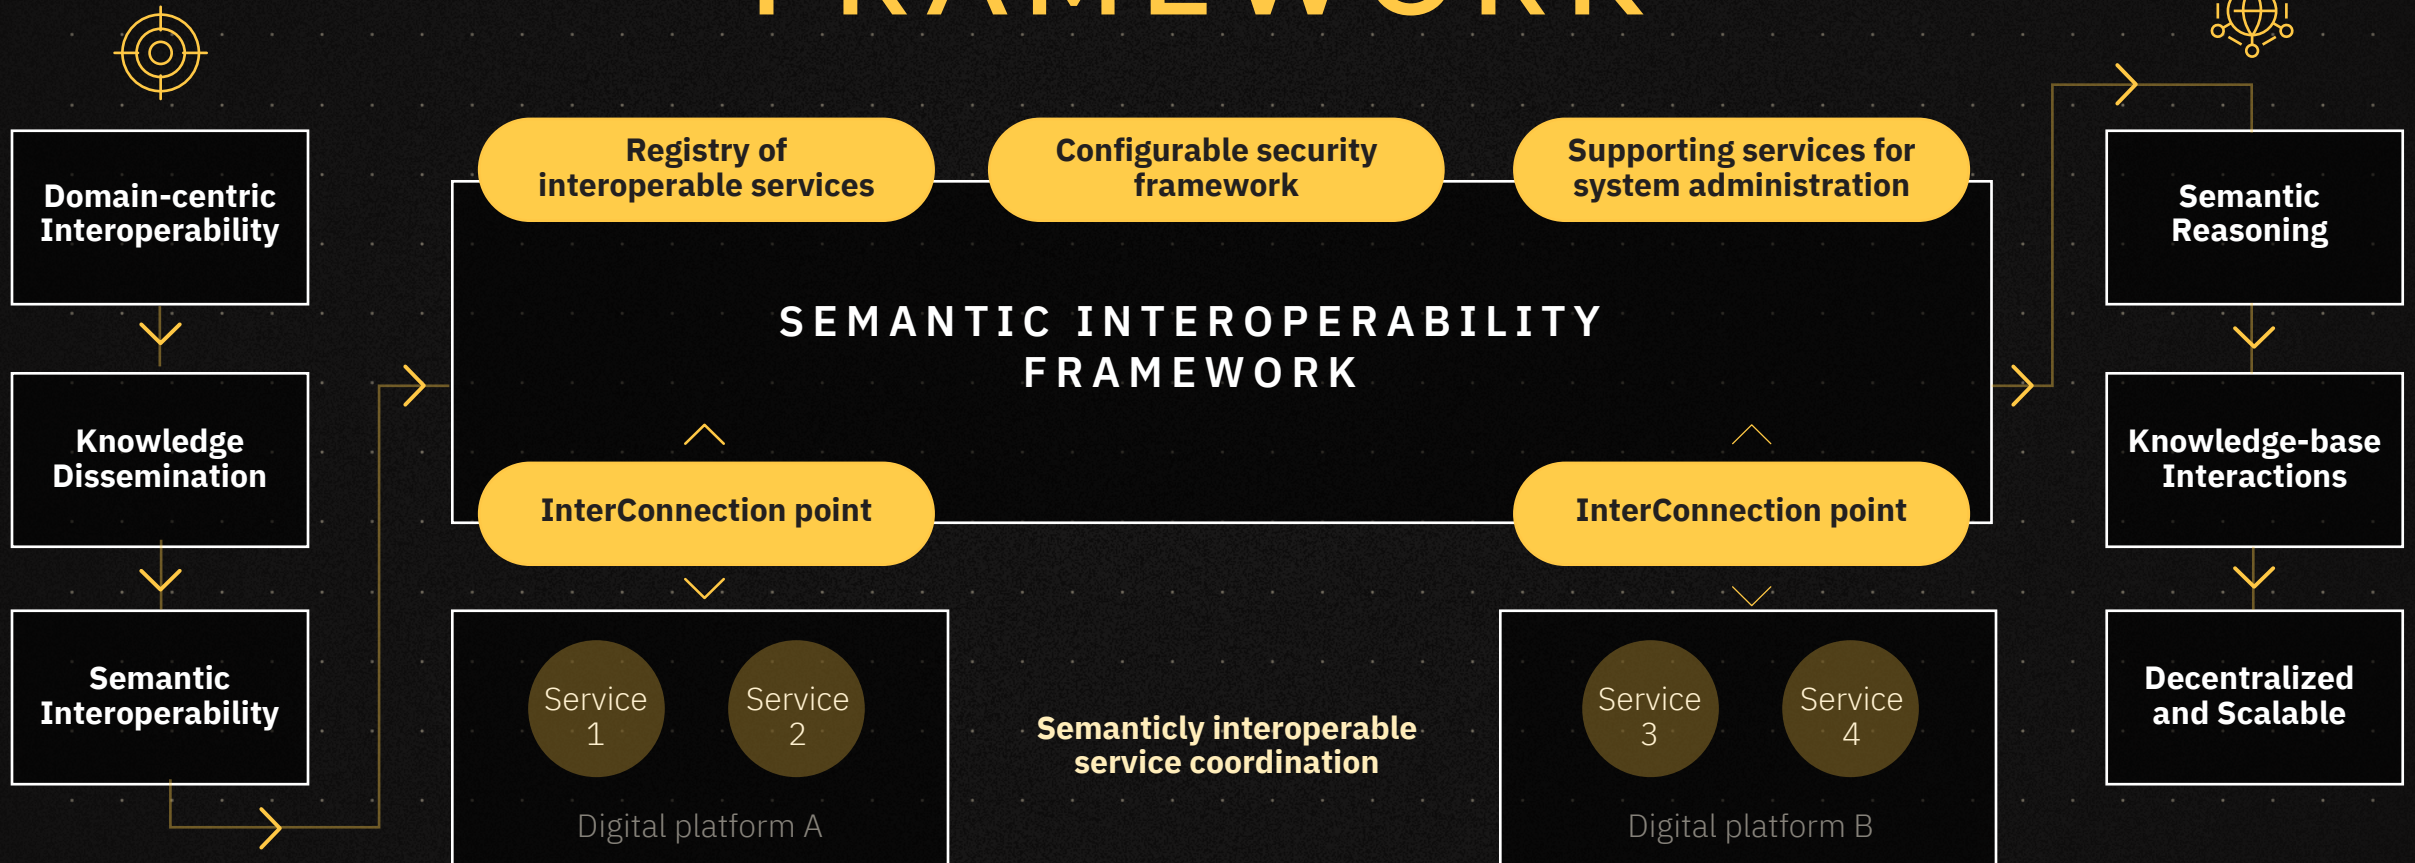 FRAMEWORK
Domain-centric
Interoperability
Knowledge
Dissemination
Semantic
Interoperability
Registry of
interoperable services
Configurable security
framework
Supporting services for
system administration
SEMANTIC INTEROPERABILITY
FRAMEWORK
InterConnection point
InterConnection point
Service
1
Service
2
Digital platform A
Semanticly interoperable
service coordination
Service
3
Service
4
Digital platform B
Semantic
Reasoning
Knowledge-base
Interactions
Decentralized
and Scalable